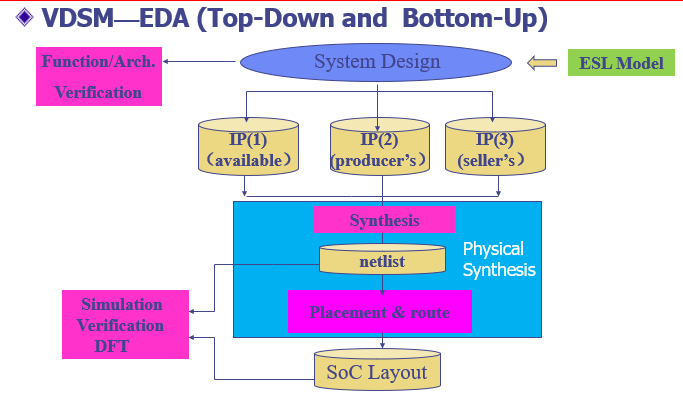 VDSM—EDA (Top-Down and Bottom-Up)
Function/Arch.
Verification
System Design
ESL Model
IP(1)
（available）
IP(2)
(producer's）
IP(3)
(seller's）
Synthesis
netlist
Physical
Synthesis
Placement & route
Simulation
Verification
DFT
SoC Layout